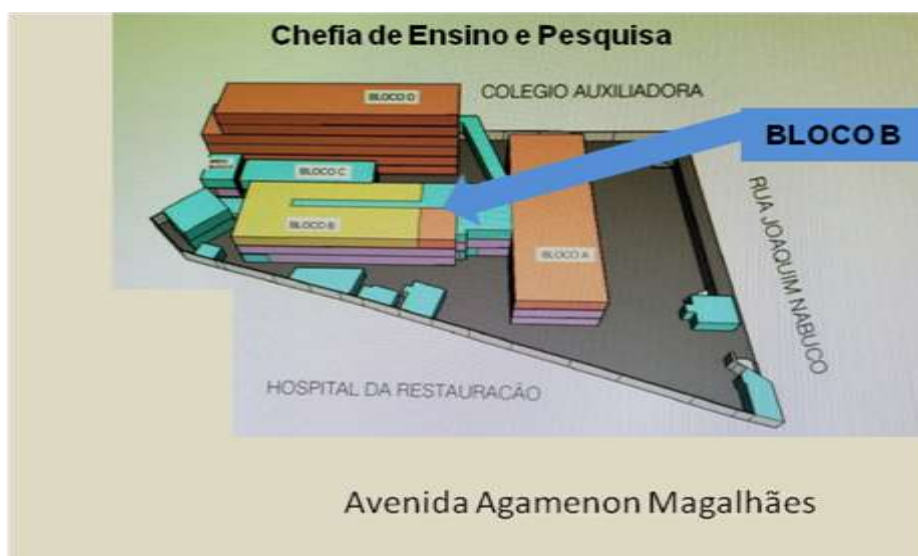 Chefia de Ensino e Pesquisa
COLEGIO AUXILIADORA
BLOCO D
BLOCO B
BLOCO C
BLOCO B
BLOCO A
RUA JOAQUIM NABUCO
HOSPITAL DA RESTAURAÇÃO
Avenida Agamenon Magalhães